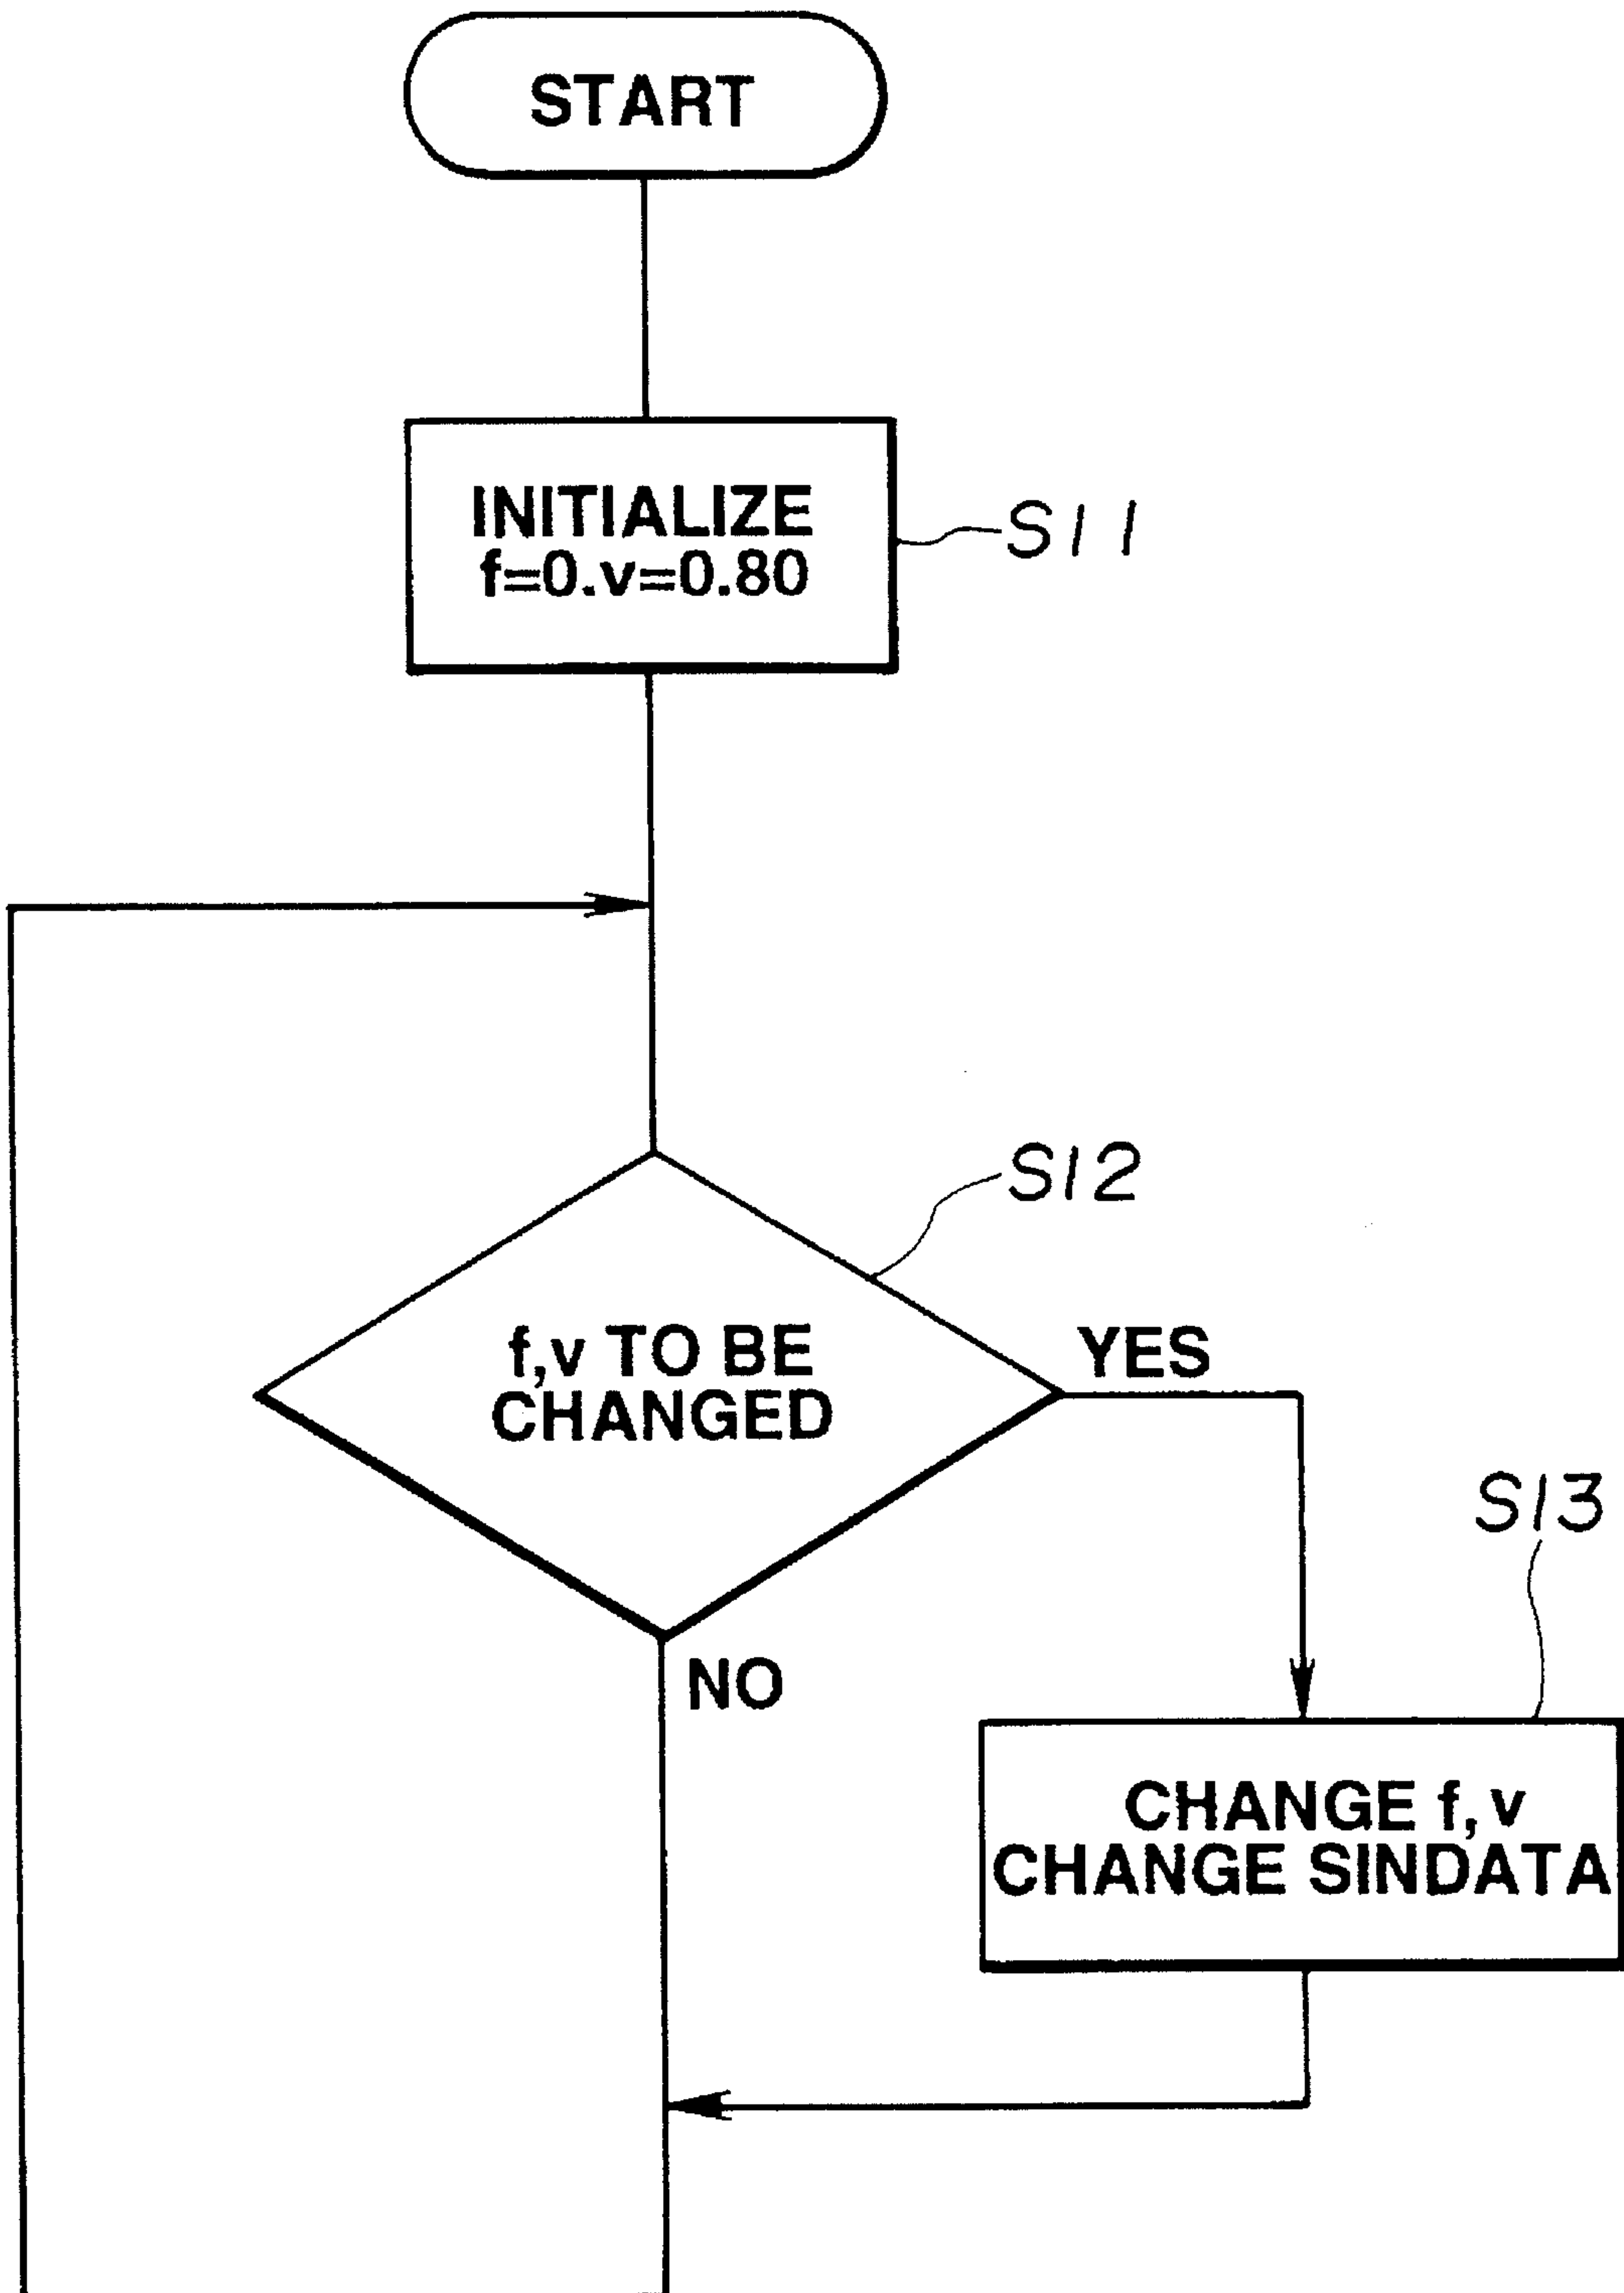 START
INITIALIZE
f=0.v=0.80
S11
S12
f,v TO BE
CHANGED
YES
S13
NO
CHANGE f,v
CHANGE SINDATA